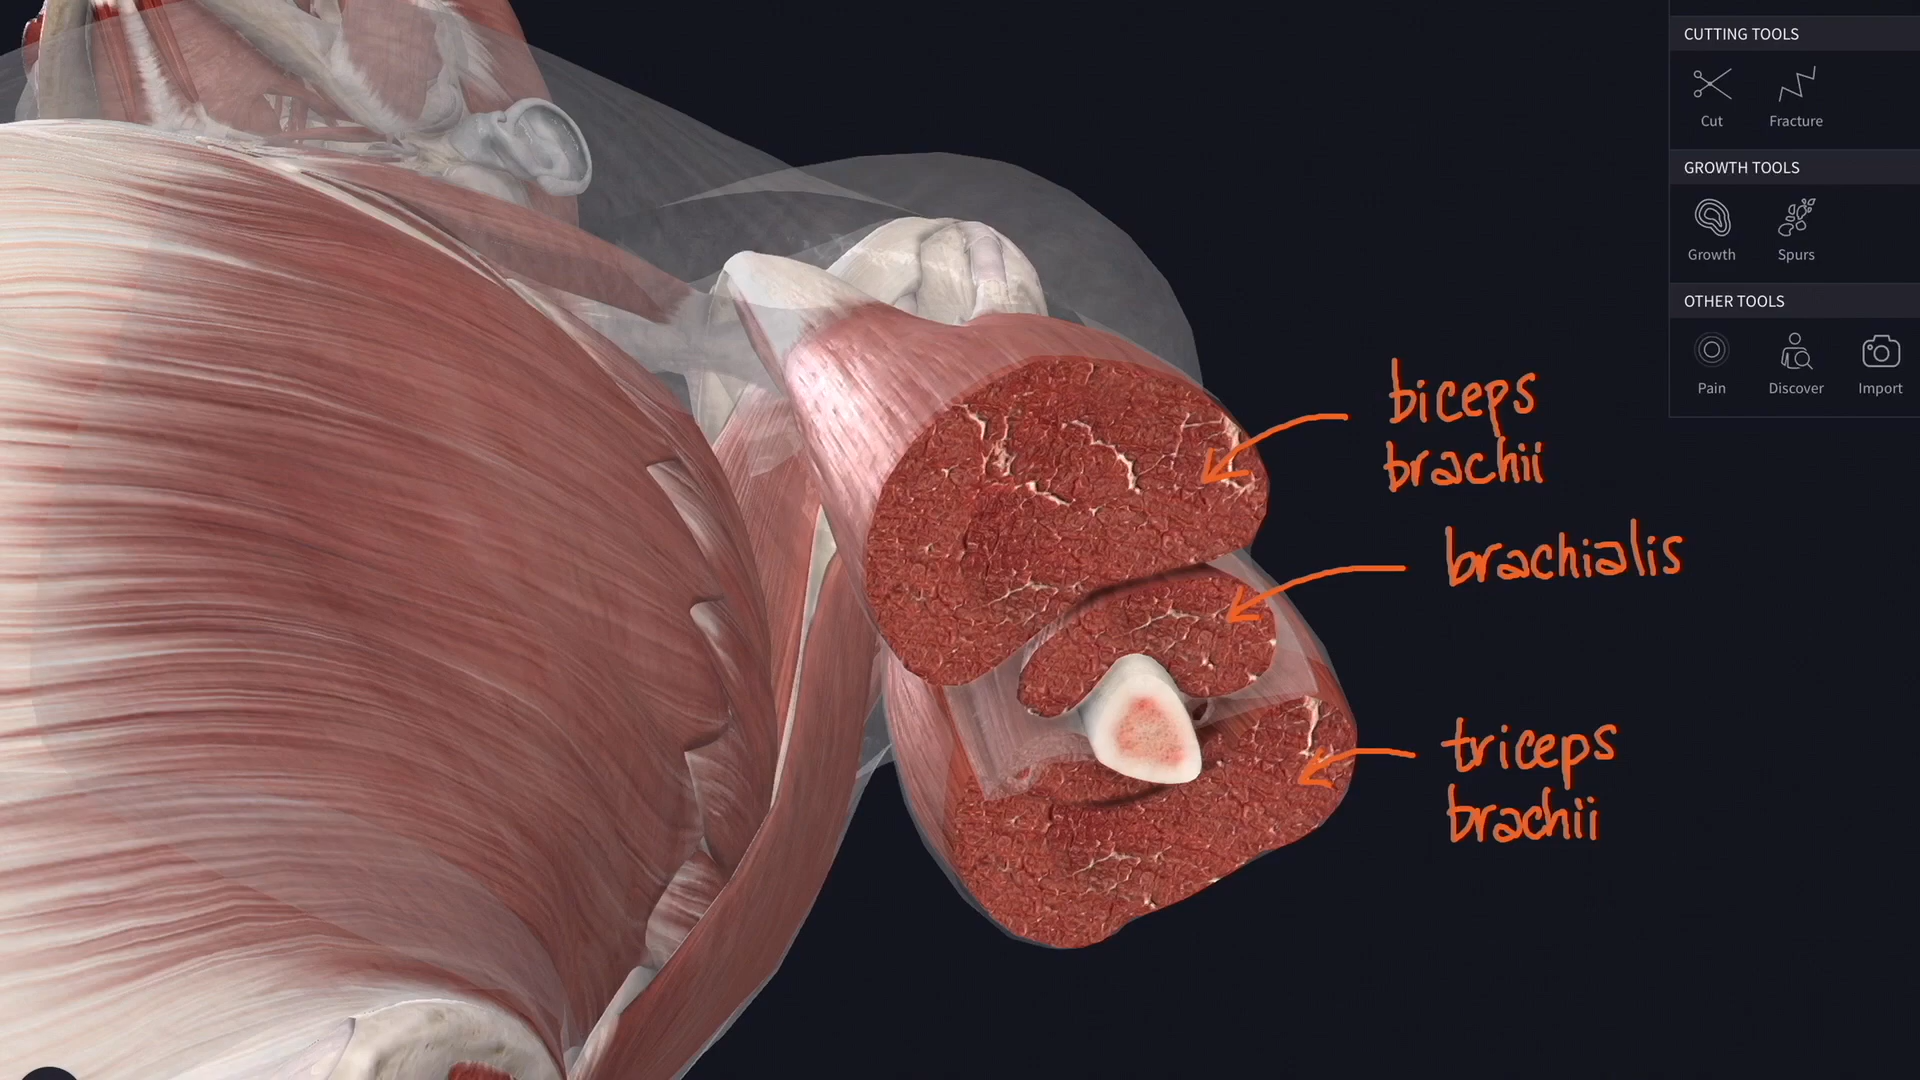 CUTTING TOOLS
Cut Fracture
GROWTH TOOLS
Growth Spurs
OTHER TOOLS
Pain Discover Import
biceps
brachii
brachialis
triceps
brachii